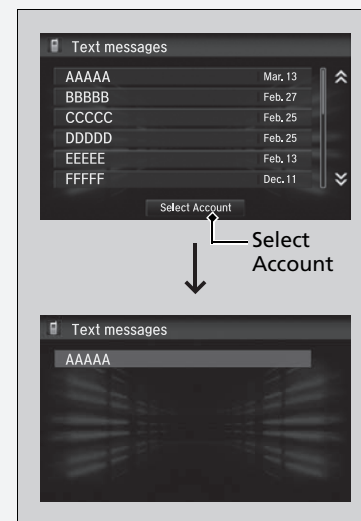 Text messages
AAAAA Mar. 13
BBBBB Feb. 27
CCCCC Feb. 25
DDDDD Feb. 25
EEEEE Feb. 13
FFFFF Dec. 11
Select Account
Select
Account
Text messages
AAAAA